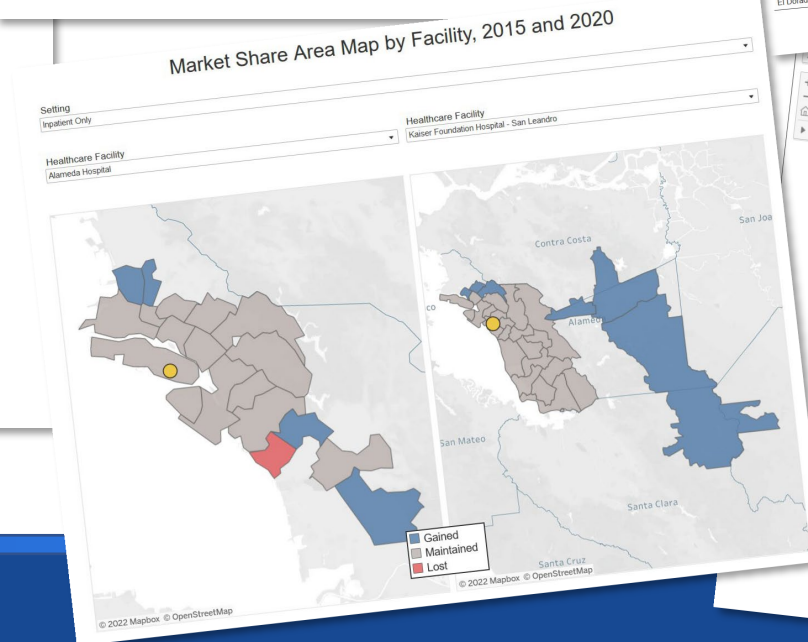 El Dorado
Market Share Area Map by Facility, 2015 and 2020
Setting
Inpatient Only
Healthcare Facility
Alameda Hospital
Healthcare Facility
Kaiser Foundation Hospital - San Leandro
Contra Costa
San Joa
co
Alameda
San Mateo
Santa Clara
Santa Cruz
Gained
Maintained
Lost
© 2022 Mapbox © OpenStreetMap
© 2022 Mapbox © OpenStreetMap